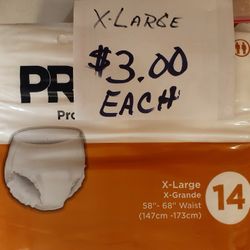 X-LARGE
$3.00
EACH
PR
Pro
X-Large
X-Grande
58"- 68" Waist
(147cm -173cm)
14